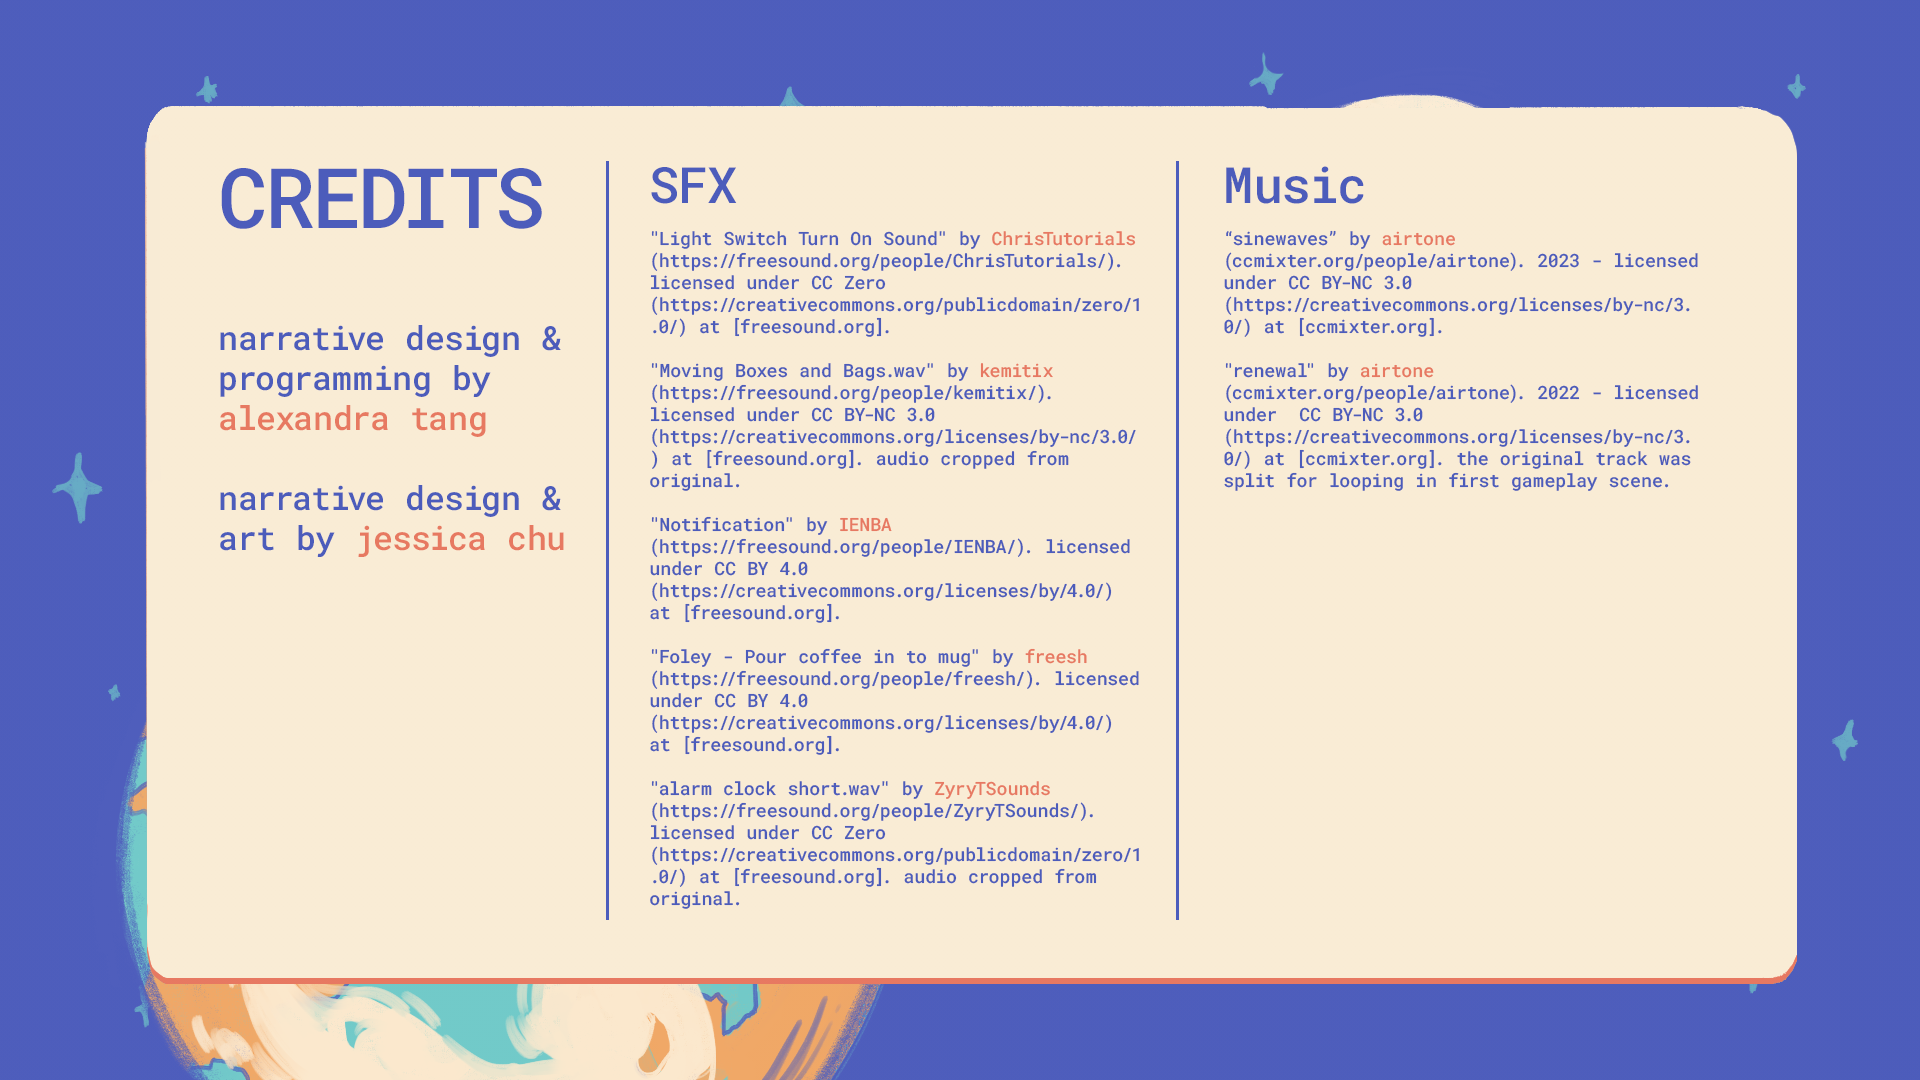 CREDITS
narrative design &
programming by
alexandra tang
narrative design &
art by jessica chu
SFX
"Light Switch Turn On Sound" by ChrisTutorials
(https://freesound.org/people/ChrisTutorials/).
licensed under CC Zero
(https://creativecommons.org/publicdomain/zero/1
.0/) at [freesound.org].
"Moving Boxes and Bags.wav" by kemitix
(https://freesound.org/people/kemitix/).
licensed under CC BY-NC 3.0
(https://creativecommons.org/licenses/by-nc/3.0/
) at [freesound.org]. audio cropped from
original.
"Notification" by IENBA
(https://freesound.org/people/IENBA/). licensed
under CC BY 4.0
(https://creativecommons.org/licenses/by/4.0/)
at [freesound.org].
"Foley - Pour coffee in to mug" by freesh
(https://freesound.org/people/freesh/). licensed
under CC BY 4.0
(https://creativecommons.org/licenses/by/4.0/)
at [freesound.org].
"alarm clock short.wav" by ZyryTSounds
(https://freesound.org/people/ZyryTSounds/).
licensed under CC Zero
(https://creativecommons.org/publicdomain/zero/1
.0/) at [freesound.org]. audio cropped from
original.
Music
“sinewaves” by airtone
(ccmixter.org/people/airtone). 2023 - licensed
under CC BY-NC 3.0
(https://creativecommons.org/licenses/by-nc/3.
0/) at [ccmixter.org].
"renewal" by airtone
(ccmixter.org/people/airtone). 2022 - licensed
under  CC BY-NC 3.0
(https://creativecommons.org/licenses/by-nc/3.
0/) at [ccmixter.org]. the original track was
split for looping in first gameplay scene.